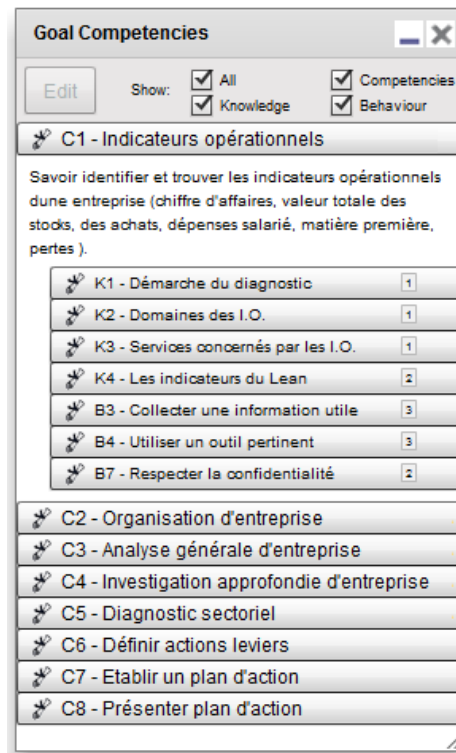 Goal Competencies
Edit
Show:
All
Competencies
Knowledge
Behaviour
C1 - Indicateurs opérationnels
Savoir identifier et trouver les indicateurs opérationnels
dune entreprise (chiffre d'affaires, valeur totale des
stocks, des achats, dépenses salarié, matière première,
pertes ).
K1 - Démarche du diagnostic 1
K2 - Domaines des I.O. 1
K3 - Services concernés par les I.O. 1
K4 - Les indicateurs du Lean 2
B3 - Collecter une information utile 3
B4 - Utiliser un outil pertinent 3
B7 - Respecter la confidentialité 2
C2 - Organisation d'entreprise
C3 - Analyse générale d'entreprise
C4 - Investigation approfondie d'entreprise
C5 - Diagnostic sectoriel
C6 - Définir actions leviers
C7 - Etablir un plan d'action
C8 - Présenter plan d'action